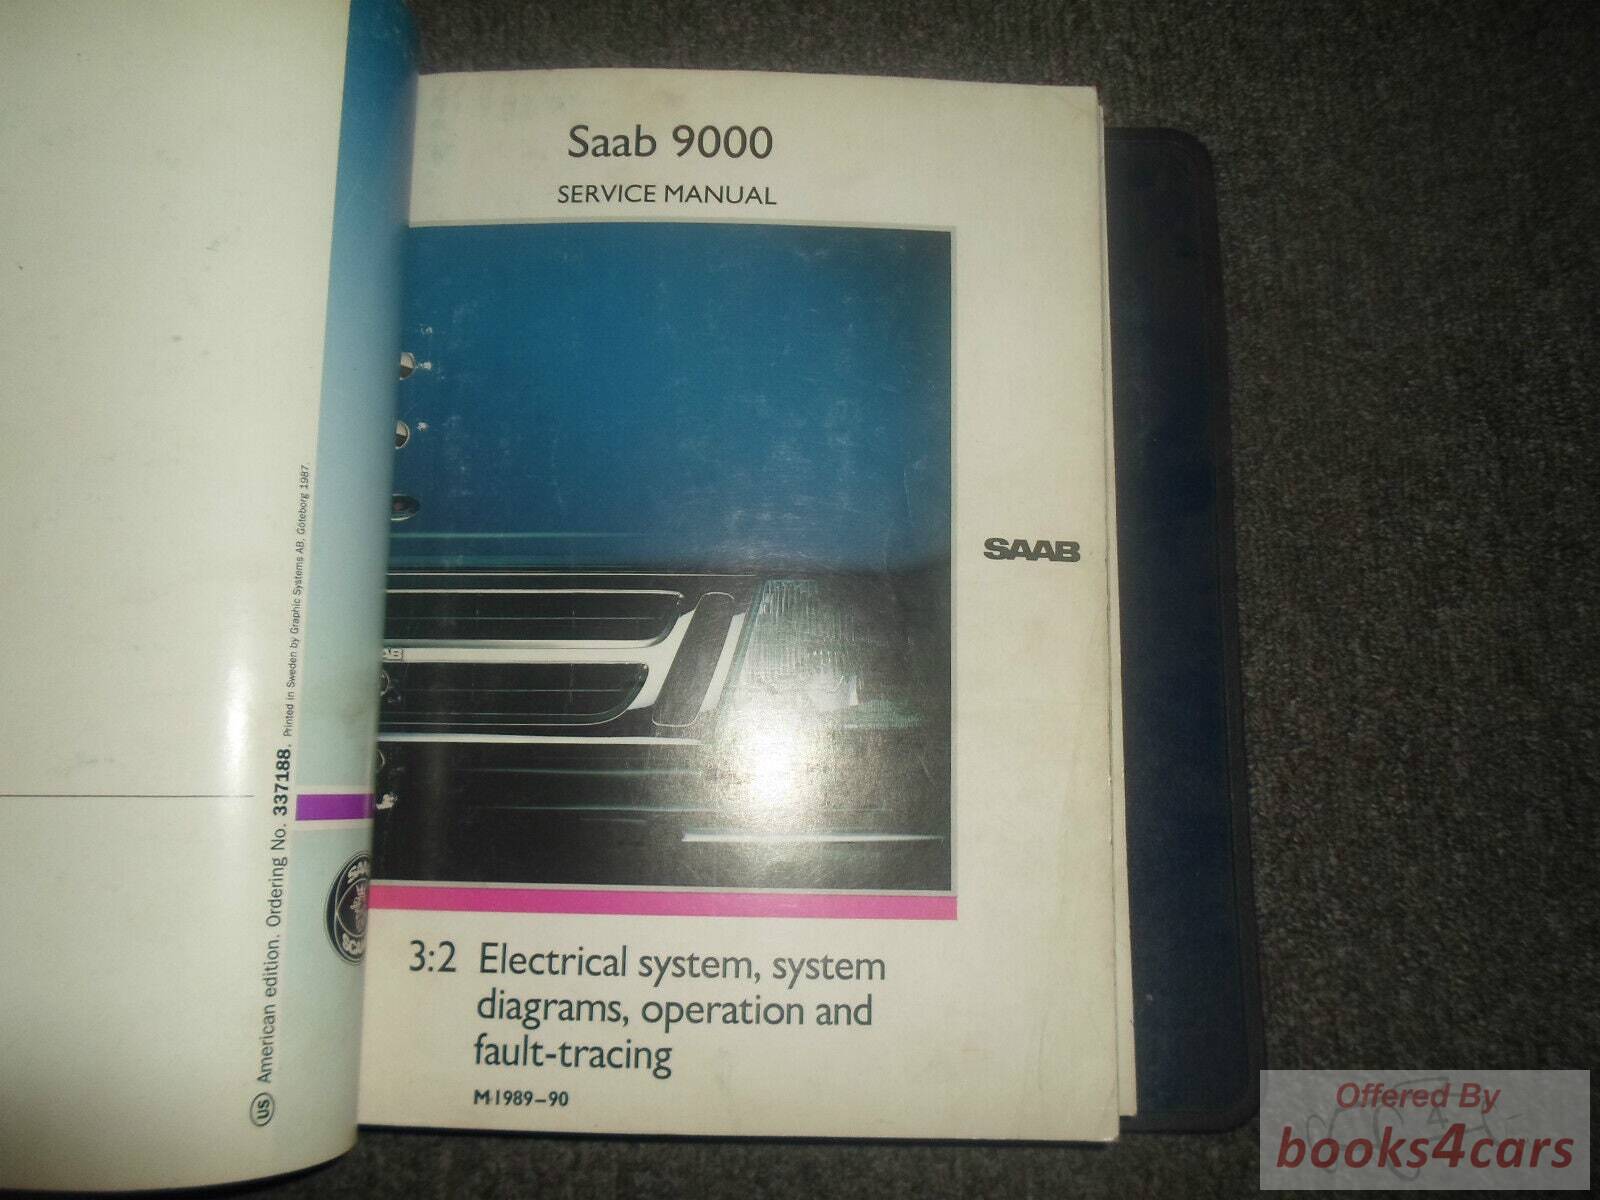 US American edition. Ordering No. 337188. Printed in Sweden by Graphic Systems AB, Göteborg 1987.
Saab 9000
SERVICE MANUAL
SAAB
3:2 Electrical system, system
diagrams, operation and
fault-tracing
M 1989–90
Offered By
books4cars